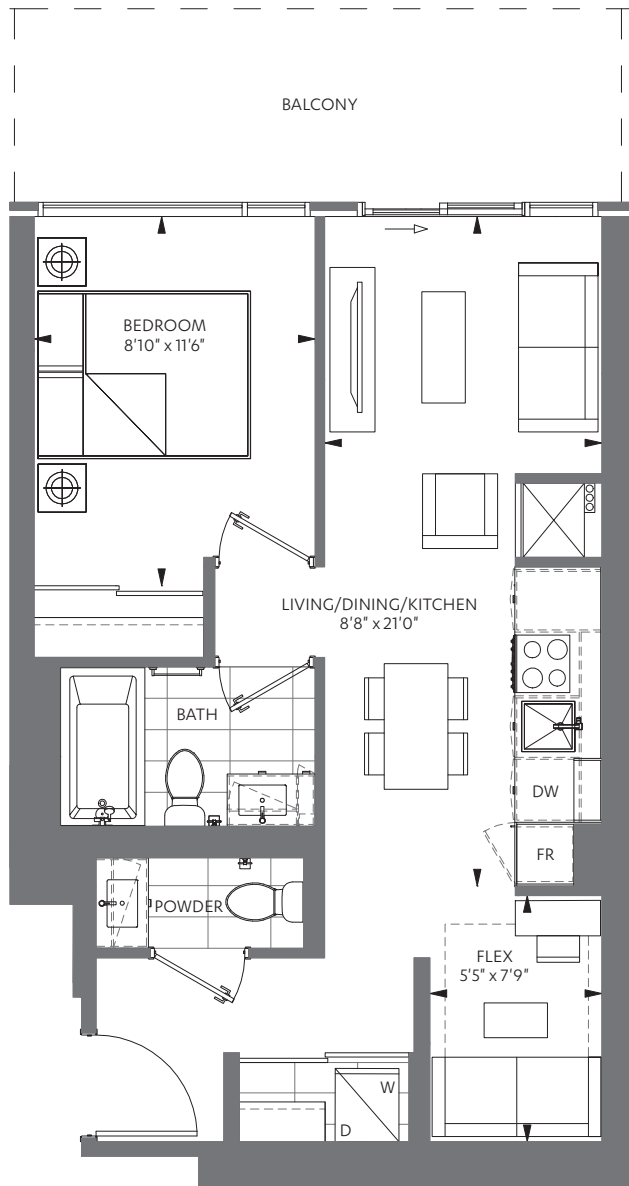 BALCONY
BEDROOM
8'10" x 11'6"
LIVING/DINING/KITCHEN
8'8" x 21'0"
BATH
DW
FR
POWDER
FLEX
5'5" x 7'9"
W
D